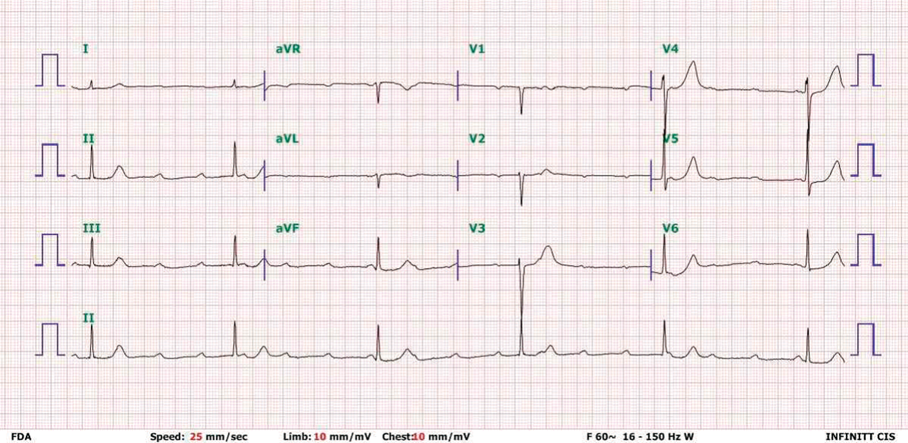 I aVR V1 V4
II aVL V2 V5
III aVF V3 V6
II
FDA Speed: 25 mm/sec Limb: 10 mm/mV Chest:10 mm/mV F 60~ 16 - 150 Hz W INFINITT CIS